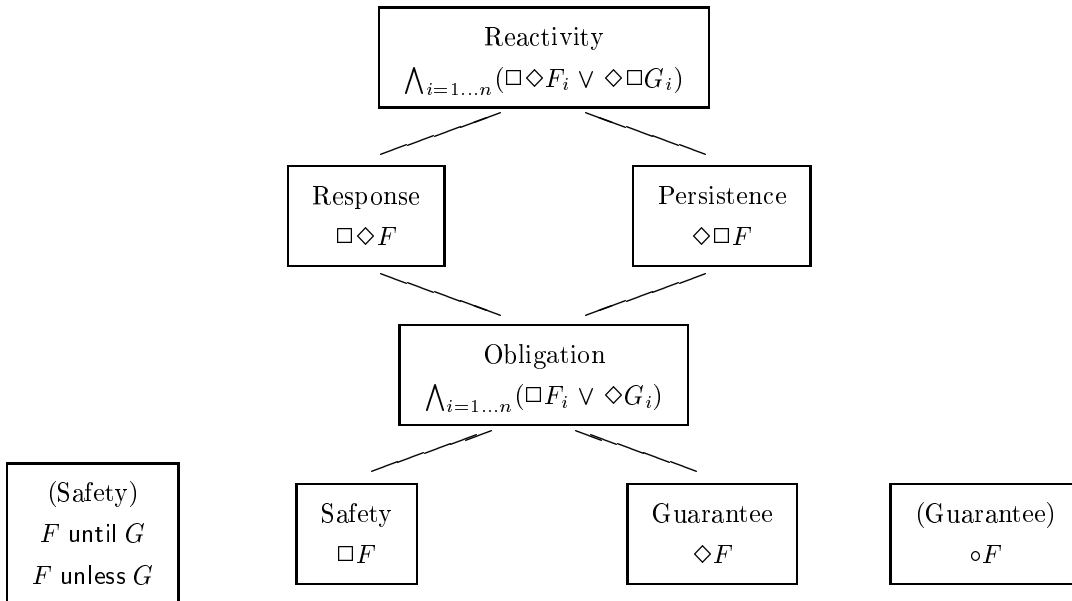 Reactivity
⋀i=1...n(□◇Fi ∨ ◇□Gi)
Response
□◇F
Persistence
◇□F
Obligation
⋀i=1...n(□Fi ∨ ◇Gi)
(Safety)
F until G
F unless G
Safety
□F
Guarantee
◇F
(Guarantee)
○F